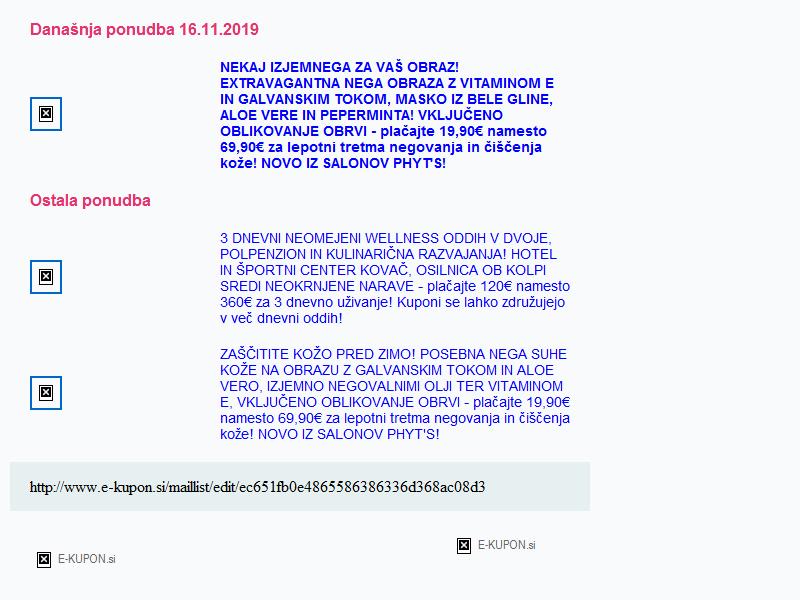 Današnja ponudba 16.11.2019
NEKAJ IZJEMNEGA ZA VAŠ OBRAZ!
EXTRAVAGANTNA NEGA OBRAZA Z VITAMINOM E
IN GALVANSKIM TOKOM, MASKO IZ BELE GLINE,
ALOE VERE IN PEPERMINTA! VKLJUČENO
OBLIKOVANJE OBRVI - plačajte 19,90€ namesto
69,90€ za lepotni tretma negovanja in čiščenja
kože! NOVO IZ SALONOV PHYT'S!
Ostala ponudba
3 DNEVNI NEOMEJENI WELLNESS ODDIH V DVOJE,
POLPENZION IN KULINARIČNA RAZVAJANJA! HOTEL
IN ŠPORTNI CENTER KOVAČ, OSILNICA OB KOLPI
SREDI NEOKRNJENE NARAVE - plačajte 120€ namesto
360€ za 3 dnevno uživanje! Kuponi se lahko združujejo
v več dnevni oddih!
ZAŠČITITE KOŽO PRED ZIMO! POSEBNA NEGA SUHE
KOŽE NA OBRAZU Z GALVANSKIM TOKOM IN ALOE
VERO, IZJEMNO NEGOVALNIMI OLJI TER VITAMINOM
E, VKLJUČENO OBLIKOVANJE OBRVI - plačajte 19,90€
namesto 69,90€ za lepotni tretma negovanja in čiščenja
kože! NOVO IZ SALONOV PHYT'S!
http://www.e-kupon.si/maillist/edit/ec651fb0e4865586386336d368ac08d3
E-KUPON.si
E-KUPON.si